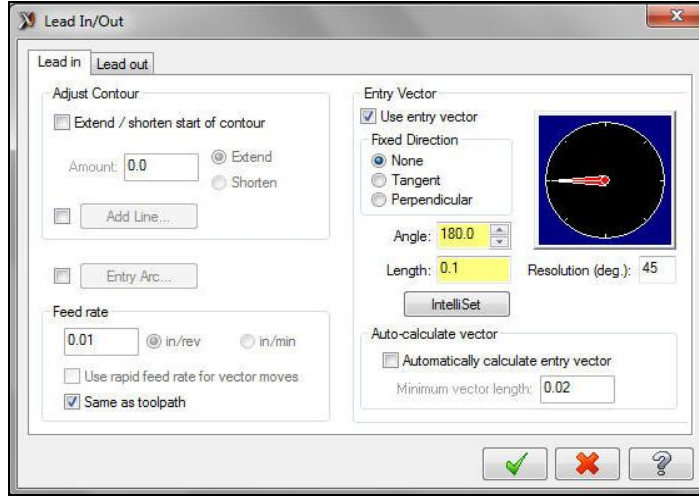 Lead In/Out
Lead in
Lead out
Adjust Contour
Extend / shorten start of contour
Amount: 0.0
Extend
Shorten
Add Line...
Entry Arc...
Feed rate
0.01
in/rev
in/min
Use rapid feed rate for vector moves
Same as toolpath
Entry Vector
Use entry vector
Fixed Direction
None
Tangent
Perpendicular
Angle: 180.0
Length: 0.1
Resolution (deg.): 45
IntelliSet
Auto-calculate vector
Automatically calculate entry vector
Minimum vector length: 0.02